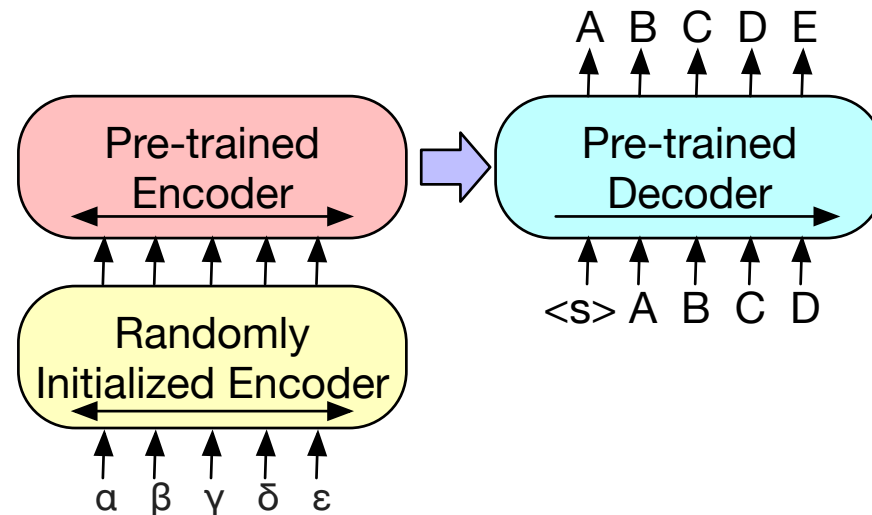 A B C D E
Pre-trained
Encoder
Pre-trained
Decoder
<s> A B C D
Randomly
Initialized Encoder
α β γ δ ε